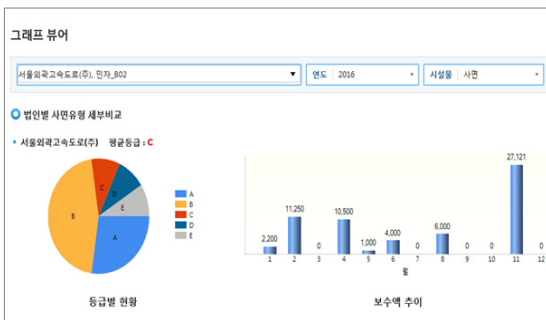 그래프 뷰어
서울외곽고속도로(주), 민자_B02 ▼ 연도 2016 시설물 사면
법인별 사면유형 세부비교
서울외곽고속도로(주) 평균등급 : C
A
B
C
D
E
A
B
C
D
E
2,200 11,250 0 10,500 1,000 4,000 0 6,000 0 0 27,121 0
1 2 3 4 5 6 7 8 9 10 11 12
월
등급별 현황 보수액 추이